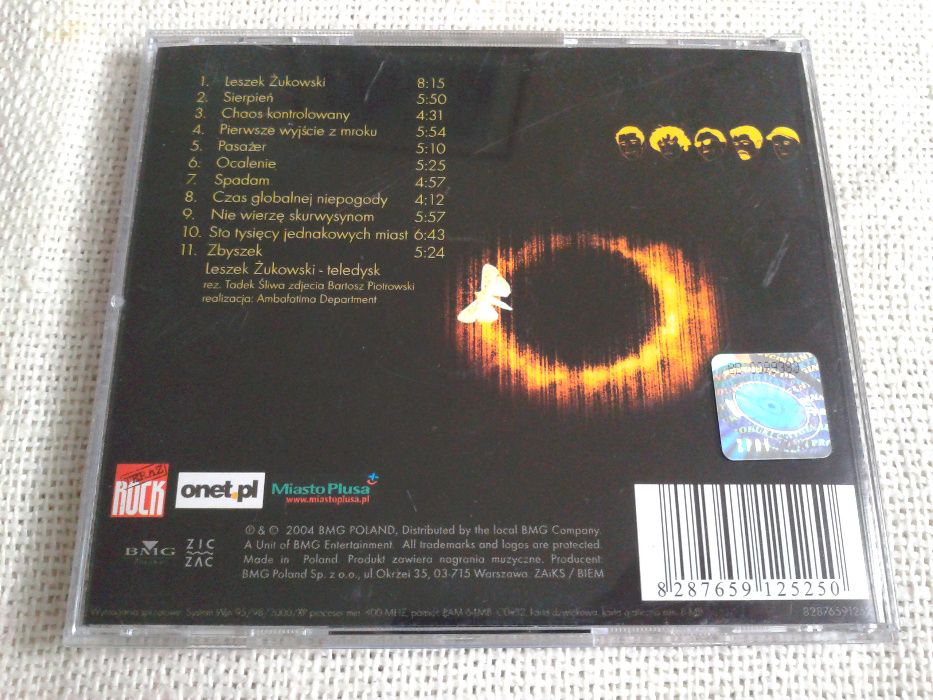 1. Leszek Żukowski 8:15
2. Sierpień 5:50
3. Chaos kontrolowany 4:31
4. Pierwsze wyjście z mroku 5:54
5. Pasażer 5:10
6. Ocalenie 5:25
7. Spadam 4:57
8. Czas globalnej niepogody 4:12
9. Nie wierzę skurwysynom 5:57
10. Sto tysięcy jednakowych miast 6:43
11. Zbyszek 5:24
Leszek Żukowski - teledysk
reż. Tadek Śliwa zdjecia Bartosz Piotrowski
realizacja: Ambafatima Department
TERAZ
ROCK
onet.pl
Miasto Plusa
www.miastoplusa.pl
BMG
ZIC
ZAC
℗ & © 2004 BMG POLAND, Distributed by the local BMG Company.
A Unit of BMG Entertainment. All trademarks and logos are protected.
Made in Poland. Produkt zawiera nagrania muzyczne. Producent:
BMG Poland Sp. z o.o., ul.Okrzei 35, 03-715 Warszawa. ZAiKS / BIEM
8 287659 125250